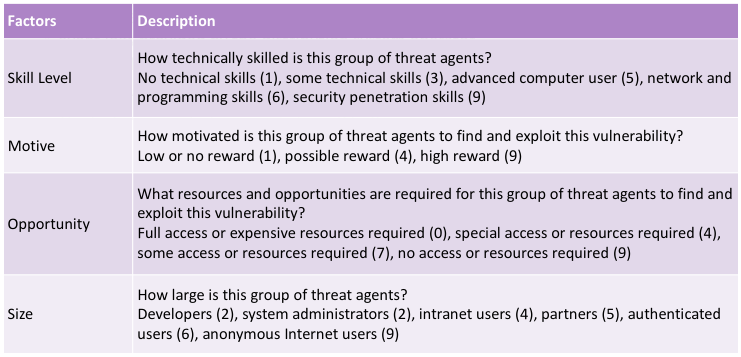 Factors Description
Skill Level
How technically skilled is this group of threat agents?
No technical skills (1), some technical skills (3), advanced computer user (5), network and
programming skills (6), security penetration skills (9)
Motive
How motivated is this group of threat agents to find and exploit this vulnerability?
Low or no reward (1), possible reward (4), high reward (9)
Opportunity
What resources and opportunities are required for this group of threat agents to find and
exploit this vulnerability?
Full access or expensive resources required (0), special access or resources required (4),
some access or resources required (7), no access or resources required (9)
Size
How large is this group of threat agents?
Developers (2), system administrators (2), intranet users (4), partners (5), authenticated
users (6), anonymous Internet users (9)